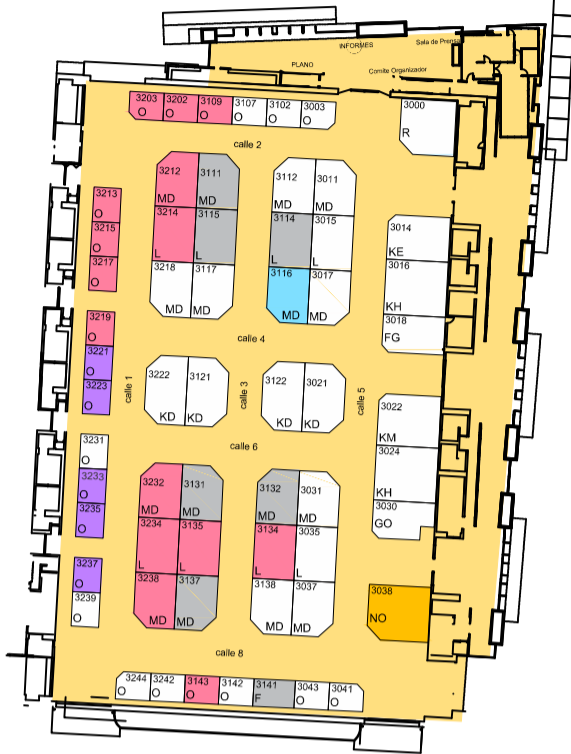 INFORMES
Sala de Prensa
PLANO
Comite Organizador
3203 3202 3109 3107 3102 3003
O O O O O O
3000
R
calle 2
3212 3111
MD MD
3214 3115
L L
3218 3117
MD MD
3112 3011
MD MD
3114 3015
L L
3116 3017
MD MD
3213
O
3215
O
3217
O
3014
KE
3016
KH
3018
FG
calle 4
3219
O
3221
O
3223
O
calle 1
3222 3121
KD KD
calle 3
3122 3021
KD KD
calle 5
3022
KM
3024
KH
3030
GO
calle 6
3231
O
3233
O
3235
O
3232 3131
MD MD
3234 3135
L L
3238 3137
MD MD
3132 3031
MD MD
3134 3035
L L
3138 3037
MD MD
3237
O
3239
O
3038
NO
calle 8
3244 3242 3143 3142 3141 3043 3041
O O O O F O O